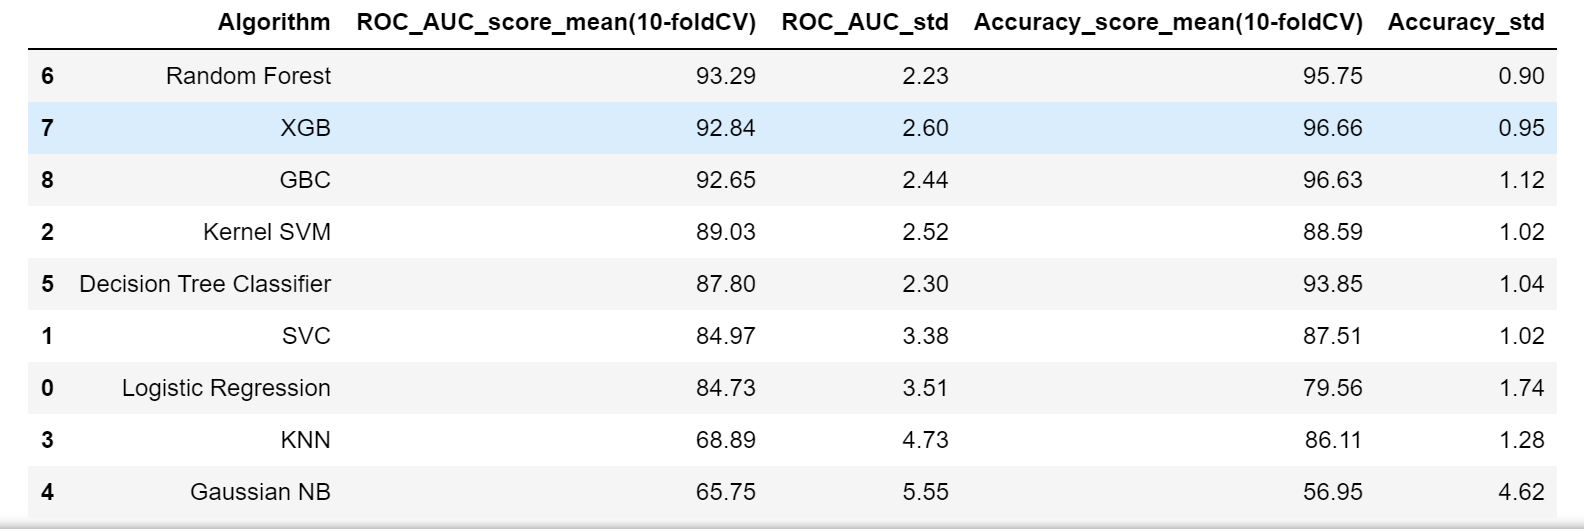 Algorithm ROC_AUC_score_mean(10-foldCV) ROC_AUC_std Accuracy_score_mean(10-foldCV) Accuracy_std
6 Random Forest 93.29 2.23 95.75 0.90
7 XGB 92.84 2.60 96.66 0.95
8 GBC 92.65 2.44 96.63 1.12
2 Kernel SVM 89.03 2.52 88.59 1.02
5 Decision Tree Classifier 87.80 2.30 93.85 1.04
1 SVC 84.97 3.38 87.51 1.02
0 Logistic Regression 84.73 3.51 79.56 1.74
3 KNN 68.89 4.73 86.11 1.28
4 Gaussian NB 65.75 5.55 56.95 4.62